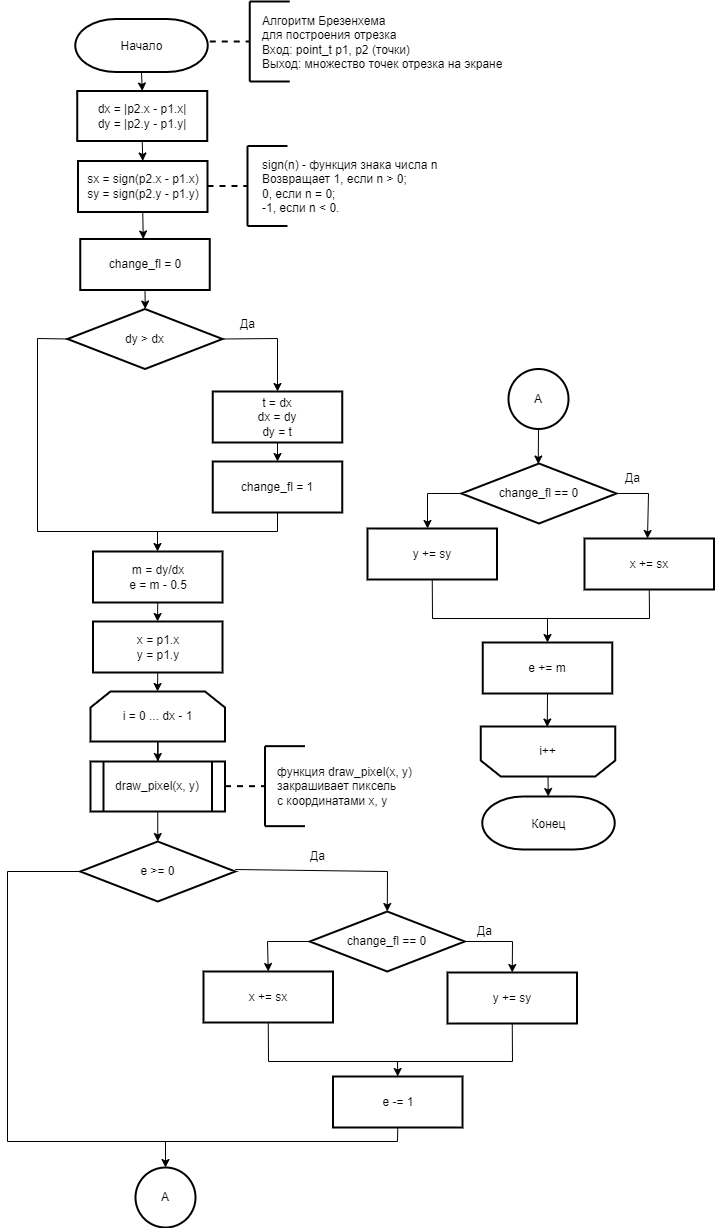 Начало
Алгоритм Брезенхема
для построения отрезка
Вход: point_t p1, p2 (точки)
Выход: множество точек отрезка на экране
dx = |p2.x - p1.x|
dy = |p2.y - p1.y|
sx = sign(p2.x - p1.x)
sy = sign(p2.y - p1.y)
sign(n) - функция знака числа n
Возвращает 1, если n > 0;
0, если n = 0;
-1, если n < 0.
change_fl = 0
dy > dx
Да
t = dx
dx = dy
dy = t
change_fl = 1
m = dy/dx
e = m - 0.5
x = p1.x
y = p1.y
i = 0 ... dx - 1
draw_pixel(x, y)
функция draw_pixel(x, y)
закрашивает пиксель
с координатами x, y
e >= 0
Да
change_fl == 0
Да
x += sx
y += sy
e -= 1
A
A
change_fl == 0
Да
y += sy
x += sx
e += m
i++
Конец